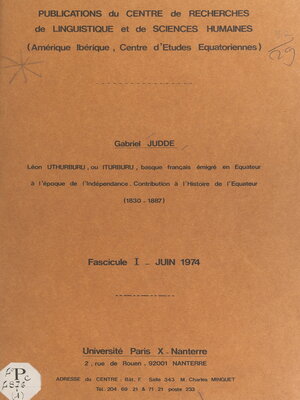 PUBLICATIONS du CENTRE de RECHERCHES
de LINGUISTIQUE et de SCIENCES HUMAINES
(Amérique Ibérique, Centre d'Etudes Equatoriennes)
Gabriel JUDDE
Léon UTHURBURU, ou ITURBURU, basque français émigré en Equateur
à l'époque de l'Indépendance. Contribution à l'Histoire de l'Equateur
(1830-1887)
Fascicule I - JUIN 1974
Université Paris X - Nanterre
2, rue de Rouen - 92001 NANTERRE
ADRESSE du CENTRE - Bât. F. Salle 343 M. Charles MINGUET
Tél: 204 69 21 & 71 21 poste 233